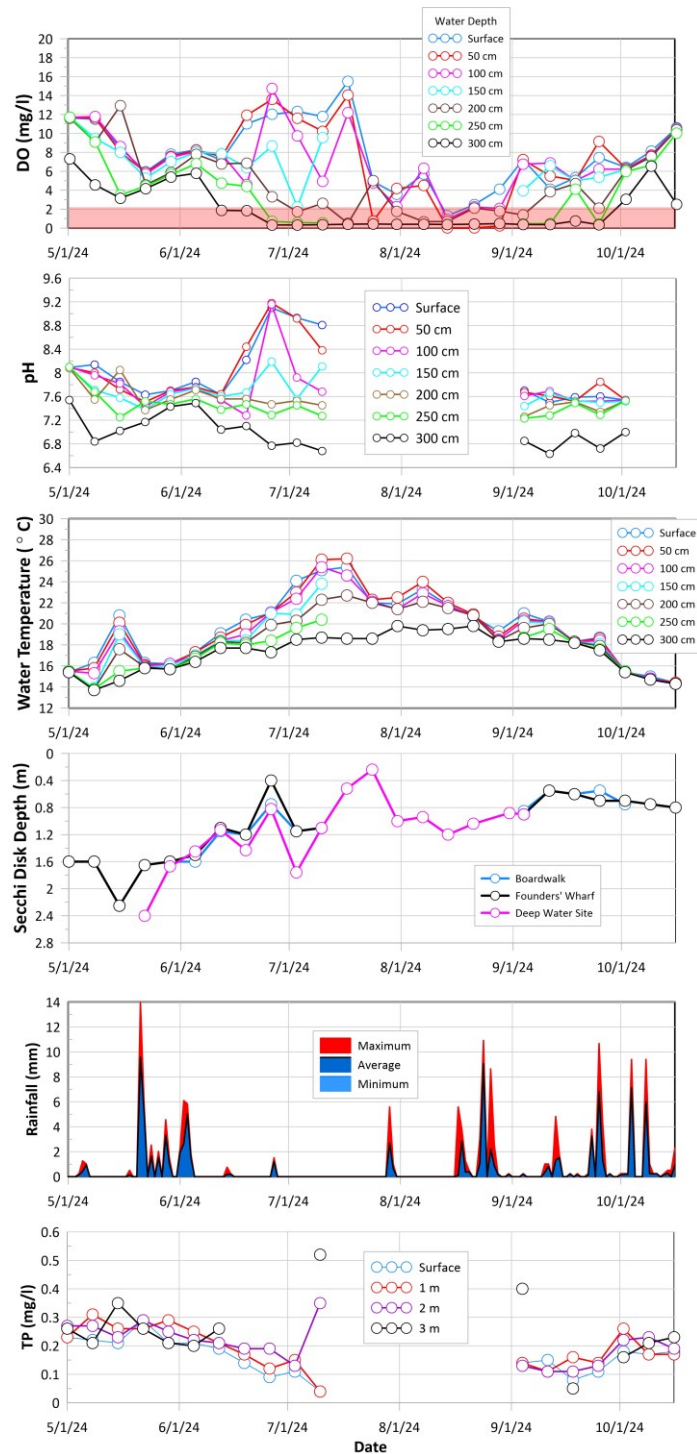 Water Depth
Surface
50 cm
100 cm
150 cm
200 cm
250 cm
300 cm
DO (mg/l)
20
18
16
14
12
10
8
6
4
2
0
5/1/24 6/1/24 7/1/24 8/1/24 9/1/24 10/1/24
pH
9.6
9.2
8.8
8.4
8
7.6
7.2
6.8
6.4
Surface
50 cm
100 cm
150 cm
200 cm
250 cm
300 cm
5/1/24 6/1/24 7/1/24 8/1/24 9/1/24 10/1/24
Water Temperature (° C)
30
28
26
24
22
20
18
16
14
12
Surface
50 cm
100 cm
150 cm
200 cm
250 cm
300 cm
5/1/24 6/1/24 7/1/24 8/1/24 9/1/24 10/1/24
Secchi Disk Depth (m)
0
0.4
0.8
1.2
1.6
2
2.4
2.8
Boardwalk
Founders' Wharf
Deep Water Site
5/1/24 6/1/24 7/1/24 8/1/24 9/1/24 10/1/24
Rainfall (mm)
14
12
10
8
6
4
2
0
Maximum
Average
Minimum
5/1/24 6/1/24 7/1/24 8/1/24 9/1/24 10/1/24
TP (mg/l)
0.6
0.5
0.4
0.3
0.2
0.1
0
Surface
1 m
2 m
3 m
5/1/24 6/1/24 7/1/24 8/1/24 9/1/24 10/1/24
Date